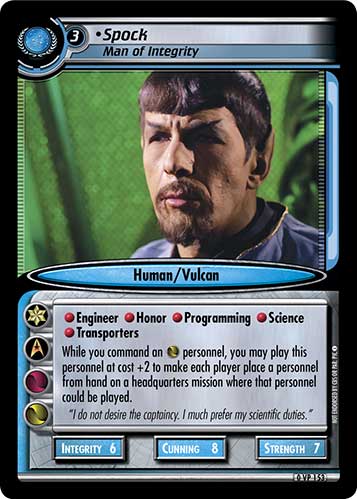 3
•Spock
Man of Integrity
Human/Vulcan
•Engineer •Honor •Programming •Science
•Transporters
While you command an personnel, you may play this
personnel at cost +2 to make each player place a personnel
from hand on a headquarters mission where that personnel
could be played.
"I do not desire the captaincy. I much prefer my scientific duties."
INTEGRITY 6 CUNNING 8 STRENGTH 7
0 VP 153